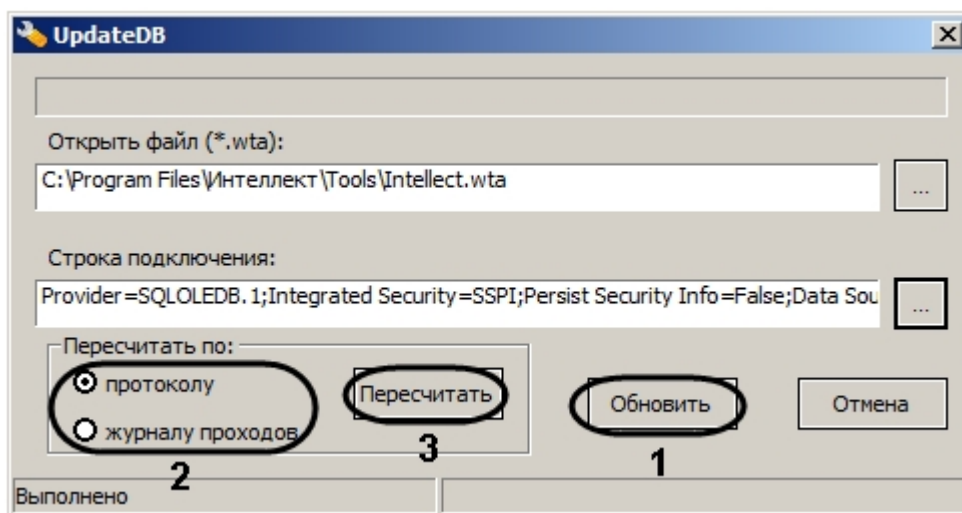 UpdateDB
Открыть файл (*.wta):
C:\Program Files\Интеллект\Tools\Intellect.wta
...
Строка подключения:
Provider=SQLOLEDB.1;Integrated Security=SSPI;Persist Security Info=False;Data Sou
...
Пересчитать по:
протоколу
журналу проходов
Пересчитать
Обновить
Отмена
2
3
1
Выполнено